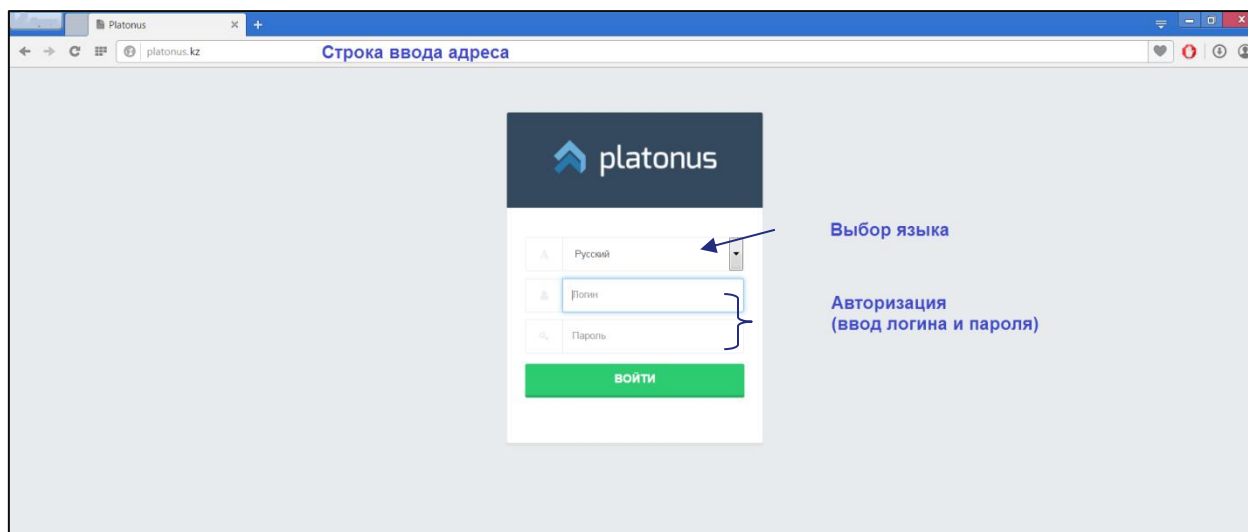 Platonus
platonus.kz
Строка ввода адреса
platonus
Выбор языка
Русский
Логин
Авторизация
(ввод логина и пароля)
Пароль
ВОЙТИ